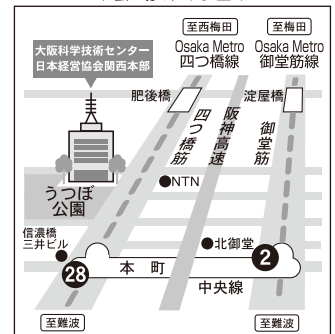 至西梅田
至梅田
Osaka Metro
四つ橋線
Osaka Metro
御堂筋線
大阪科学技術センター
日本経営協会関西本部
肥後橋
淀屋橋
四つ橋筋
阪神高速
御堂筋
うつぼ
公園
●NTN
信濃橋
三井ビル
●北御堂
28
本町
2
中央線
至難波
至難波